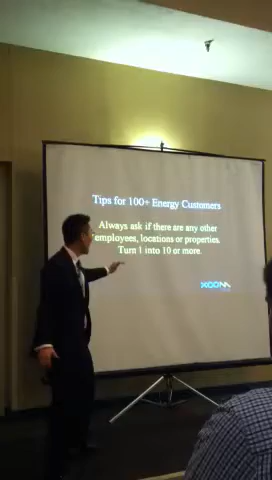 Tips for 100+ Energy Customers
Always ask if there are any other
employees, locations or properties.
Turn 1 into 10 or more.
XOOM